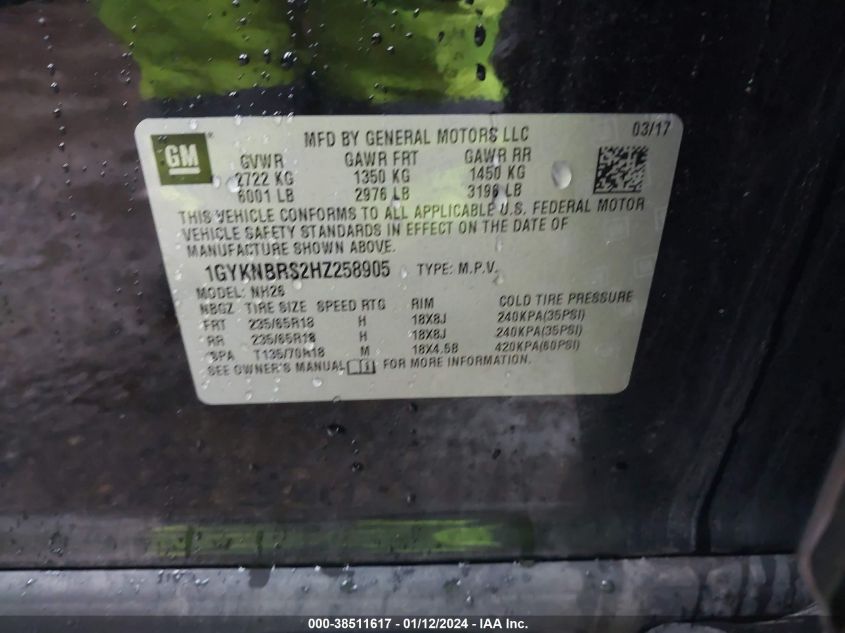 GM
MFD BY GENERAL MOTORS LLC 03/17
GVWR GAWR FRT GAWR RR
2722 KG 1350 KG 1450 KG
6001 LB 2976 LB 3196 LB
THIS VEHICLE CONFORMS TO ALL APPLICABLE U.S. FEDERAL MOTOR
VEHICLE SAFETY STANDARDS IN EFFECT ON THE DATE OF
MANUFACTURE SHOWN ABOVE.
1GYKNBRS2HZ258905 TYPE: M.P.V.
MODEL: NH26
NBGZ TIRE SIZE SPEED RTG RIM COLD TIRE PRESSURE
FRT 235/65R18 H 18X8J 240KPA(35PSI)
RR 235/65R18 H 18X8J 240KPA(35PSI)
SPA T135/70R18 M 18X4.5B 420KPA(60PSI)
SEE OWNER'S MANUAL FOR MORE INFORMATION.
000-38511617 - 01/12/2024 - IAA Inc.